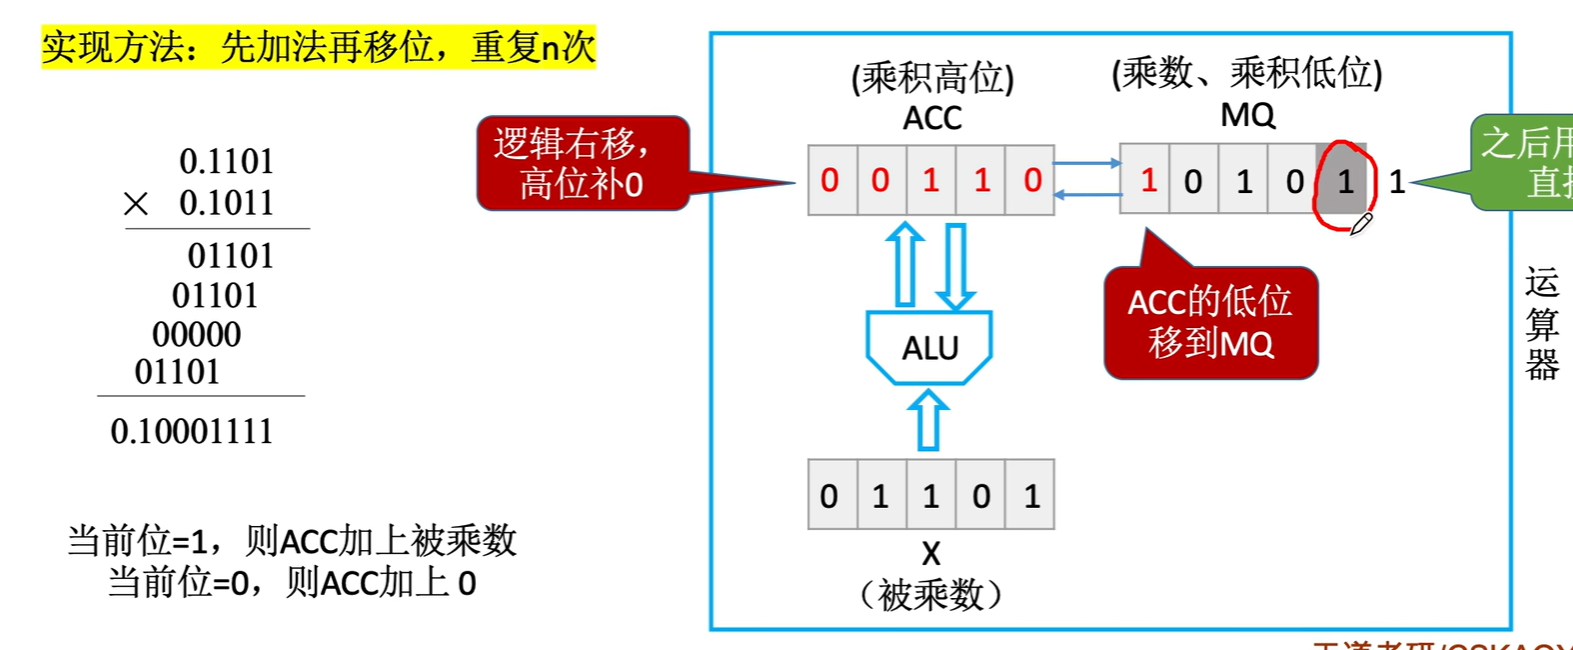 实现方法：先加法再移位，重复n次
0.1101
× 0.1011
01101
01101
00000
01101
0.10001111
当前位=1，则ACC加上被乘数
当前位=0，则ACC加上 0
逻辑右移，
高位补0
(乘积高位)
ACC
0 0 1 1 0
(乘数、乘积低位)
MQ
1 0 1 0 1 1
之后用
直
ACC的低位
移到MQ
ALU
0 1 1 0 1
X
（被乘数）
运
算
器